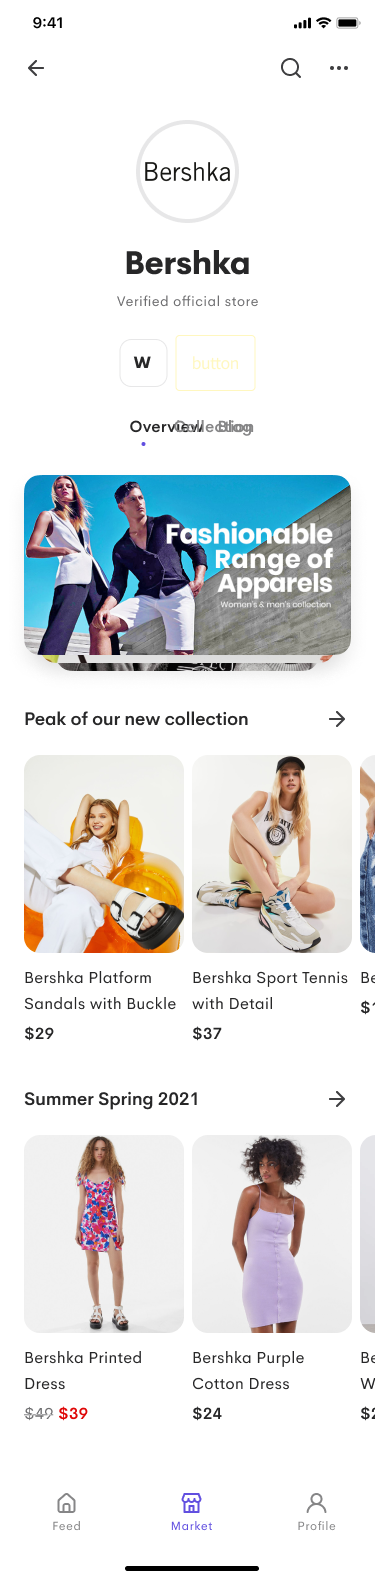 9:41
Bershka
Bershka
Verified official store
W
button
Overview Collection Blog
Fashionable
Range of
Apparels
Women's & men's collection
Peak of our new collection
Bershka Platform
Sandals with Buckle
$29
Bershka Sport Tennis
with Detail
$37
Be
Summer Spring 2021
Bershka Printed
Dress
$49 $39
Bershka Purple
Cotton Dress
$24
Be
Feed
Market
Profile